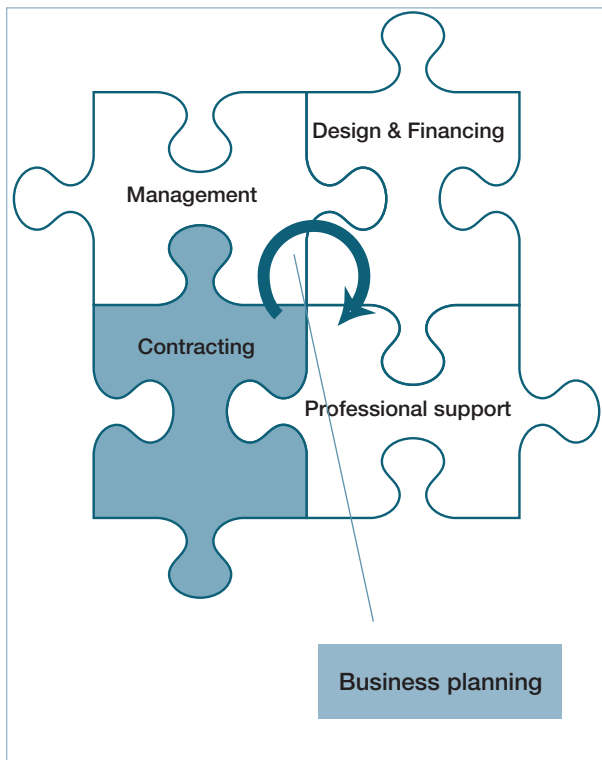 Design & Financing
Management
Contracting
Professional support
Business planning